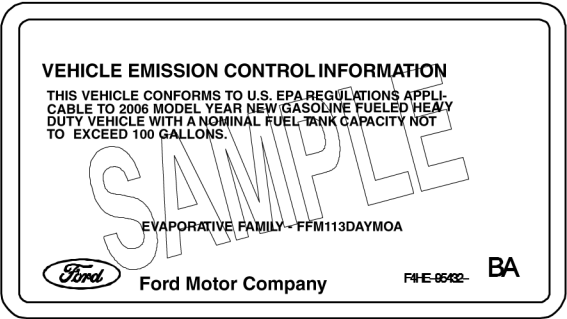 VEHICLE EMISSION CONTROL INFORMATION
THIS VEHICLE CONFORMS TO U.S. EPA REGULATIONS APPLI-
CABLE TO 2006 MODEL YEAR NEW GASOLINE FUELED HEAVY
DUTY VEHICLE WITH A NOMINAL FUEL TANK CAPACITY NOT
TO EXCEED 100 GALLONS.
SAMPLE
EVAPORATIVE FAMILY - FFM113DAYMOA
Ford
Ford Motor Company
F4HE-95432-
BA